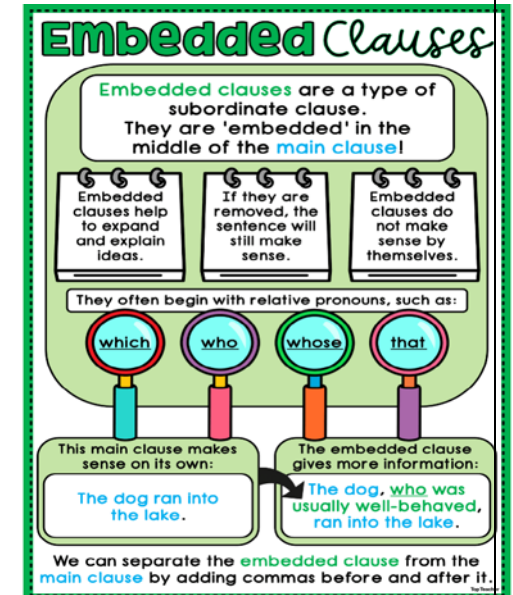 Embedded Clauses
Embedded clauses are a type of
subordinate clause.
They are 'embedded' in the
middle of the main clause!
Embedded
clauses help
to expand
and explain
ideas.
If they are
removed, the
sentence will
still make
sense.
Embedded
clauses do
not make
sense by
themselves.
They often begin with relative pronouns, such as:
which
who
whose
that
This main clause makes
sense on its own:
The dog ran into
the lake.
The embedded clause
gives more information:
The dog, who was
usually well-behaved,
ran into the lake.
We can separate the embedded clause from the
main clause by adding commas before and after it.